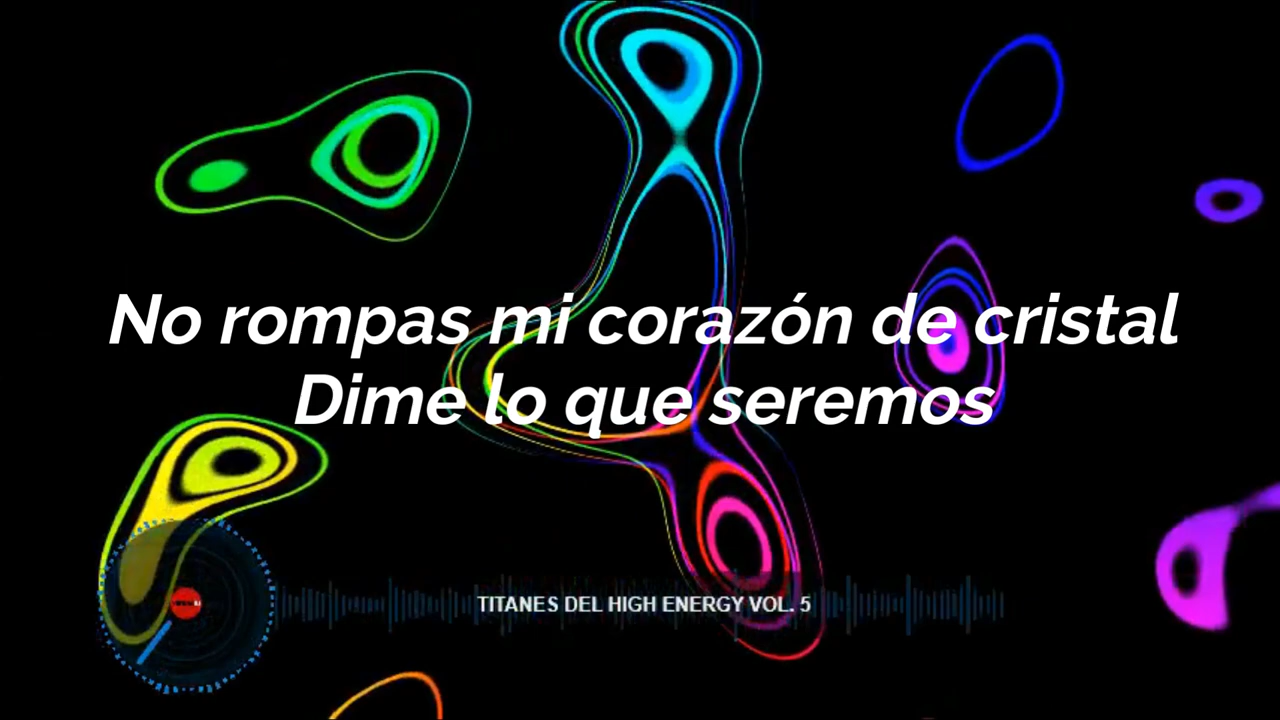 No rompas mi corazón de cristal
Dime lo que seremos
TITANES DEL HIGH ENERGY VOL. 5